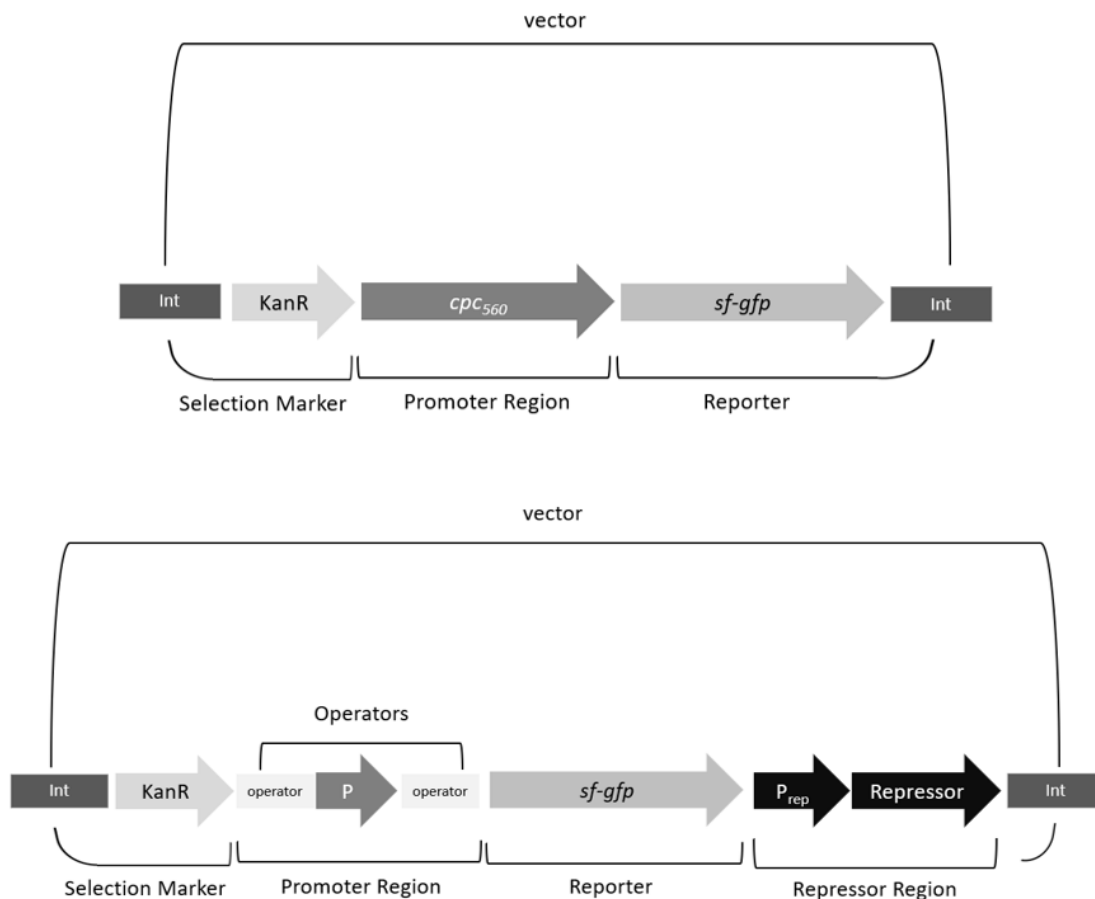 vector
Int KanR cpc560 sf-gfp Int
Selection Marker Promoter Region Reporter
vector
Operators
Int KanR operator P operator sf-gfp Prep Repressor Int
Selection Marker Promoter Region Reporter Repressor Region